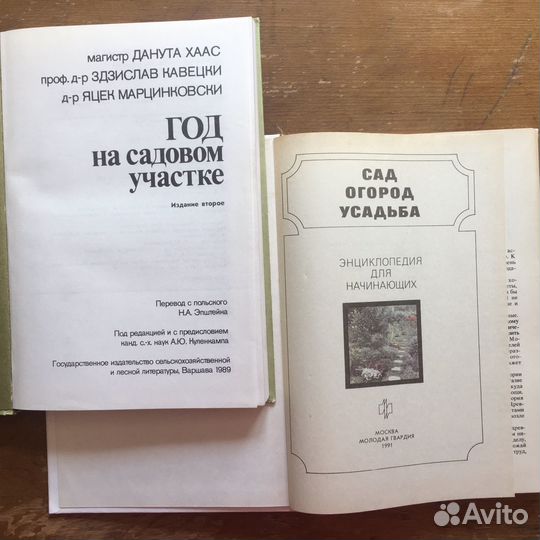 магистр ДАНУТА ХААС
проф. д-р ЗДЗИСЛАВ КАВЕЦКИ
д-р ЯЦЕК МАРЦИНКОВСКИ
ГОД
на садовом
участке
Издание второе
Перевод с польского
Н.А. Эпштейна
Под редакцией и с предисловием
канд. с.-х. наук А.Ю. Куленкампа
Государственное издательство сельскохозяйственной
и лесной литературы, Варшава 1989
САД
ОГОРОД
УСАДЬБА
ЭНЦИКЛОПЕДИЯ
ДЛЯ
НАЧИНАЮЩИХ
МОСКВА
МОЛОДАЯ ГВАРДИЯ
1991
Avito